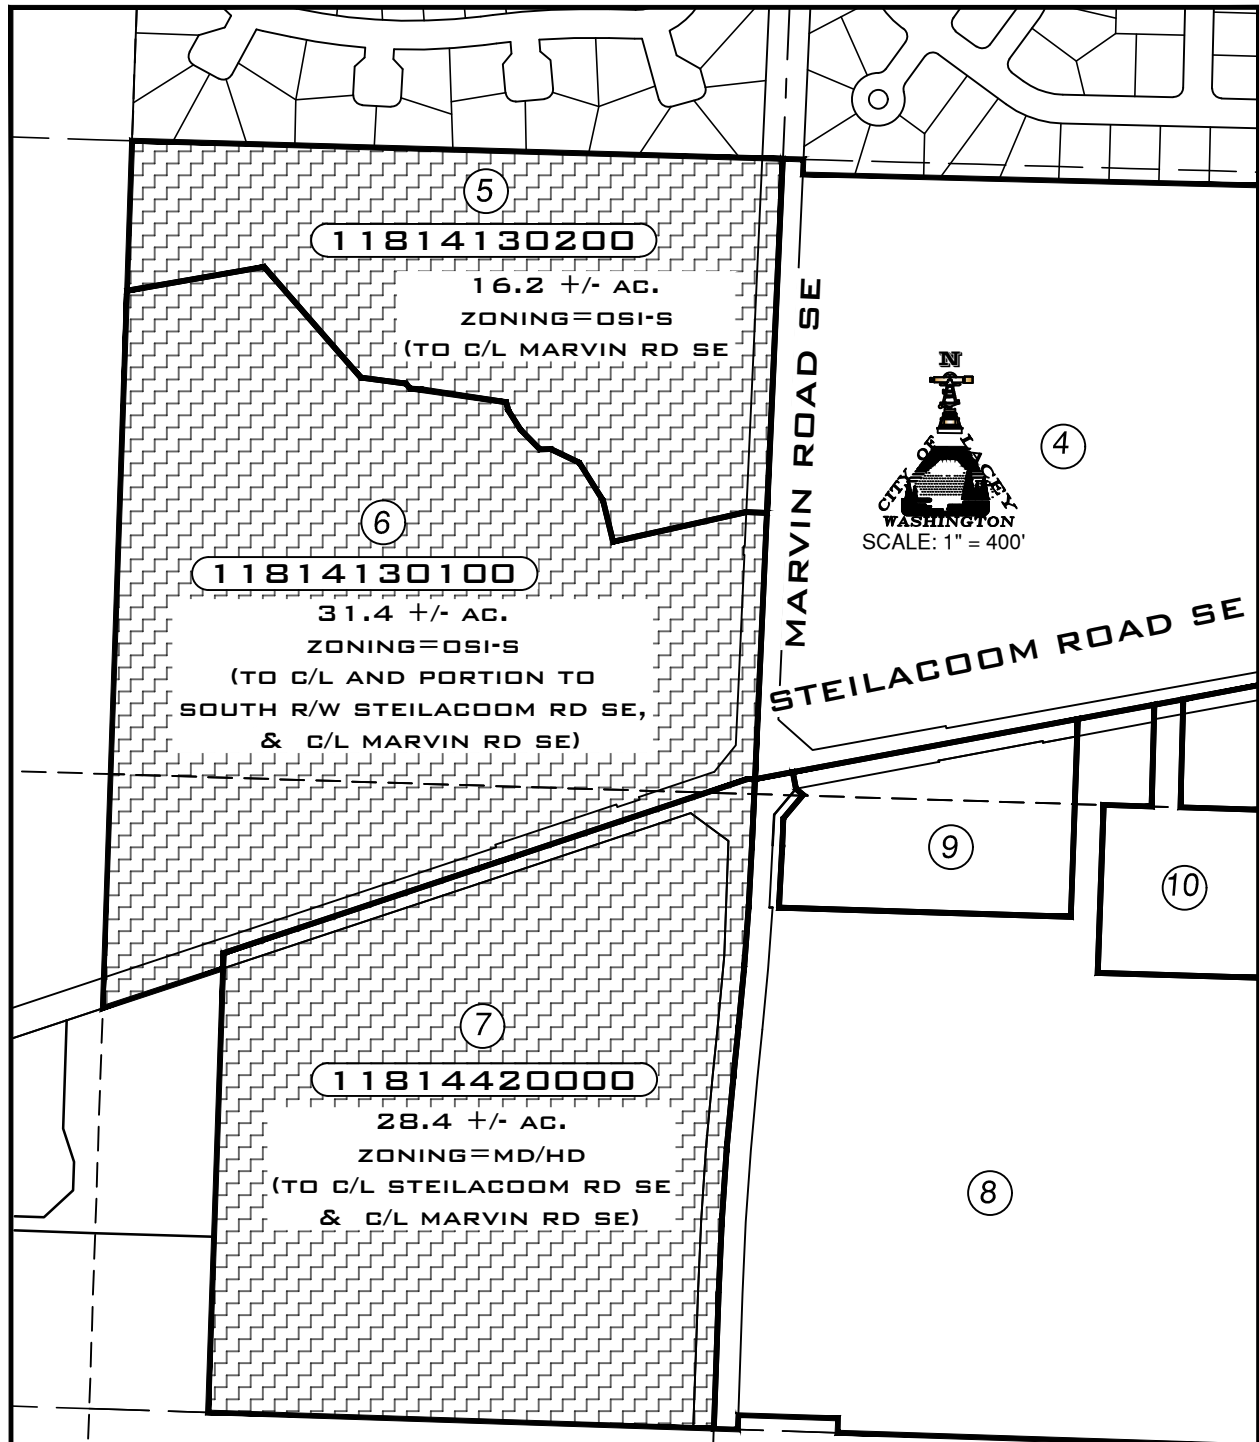 5
11814130200
16.2 +/- AC.
ZONING=OSI-S
(TO C/L MARVIN RD SE
MARVIN ROAD SE
N
CITY OF LACEY
WASHINGTON
SCALE: 1" = 400'
4
6
11814130100
31.4 +/- AC.
ZONING=OSI-S
(TO C/L AND PORTION TO
SOUTH R/W STEILACOOM RD SE,
& C/L MARVIN RD SE)
STEILACOOM ROAD SE
9
10
7
11814420000
28.4 +/- AC.
ZONING=MD/HD
(TO C/L STEILACOOM RD SE
& C/L MARVIN RD SE)
8